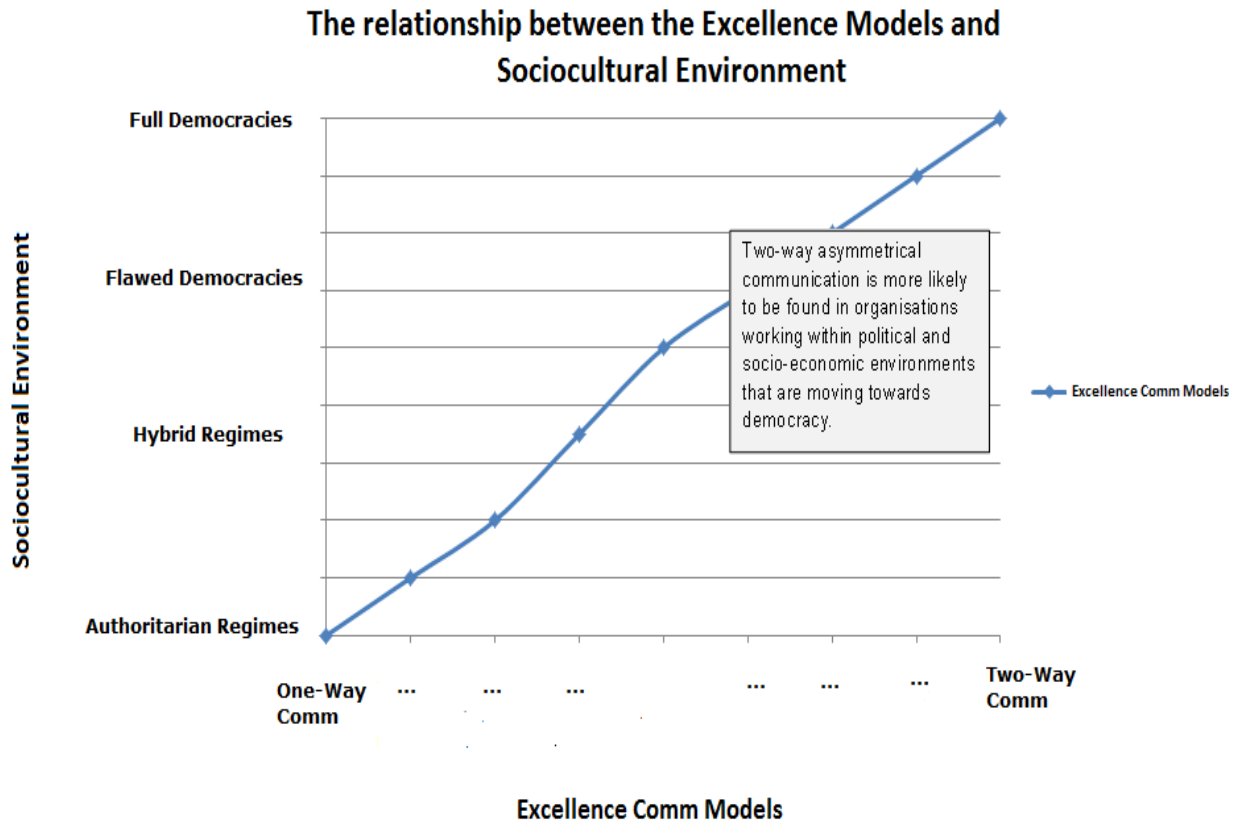 The relationship between the Excellence Models and
Sociocultural Environment
Full Democracies
Flawed Democracies
Hybrid Regimes
Authoritarian Regimes
Sociocultural Environment
Two-way asymmetrical
communication is more likely
to be found in organisations
working within political and
socio-economic environments
that are moving towards
democracy.
Excellence Comm Models
One-Way
Comm
... ... ... ... ... ...
Two-Way
Comm
Excellence Comm Models